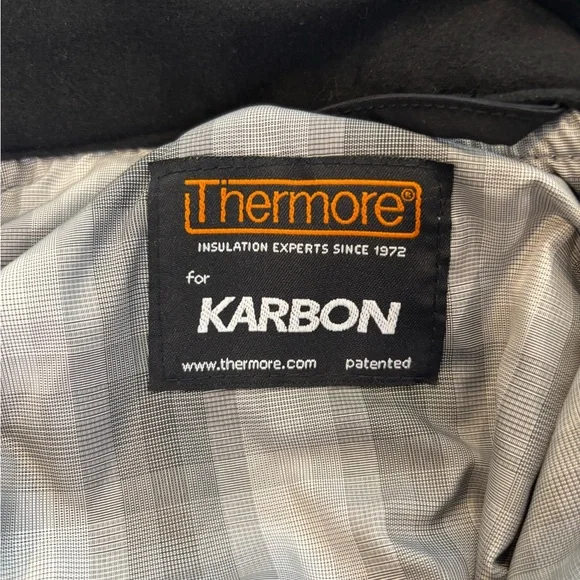 Thermore®
INSULATION EXPERTS SINCE 1972
for
KARBON
www.thermore.com patented